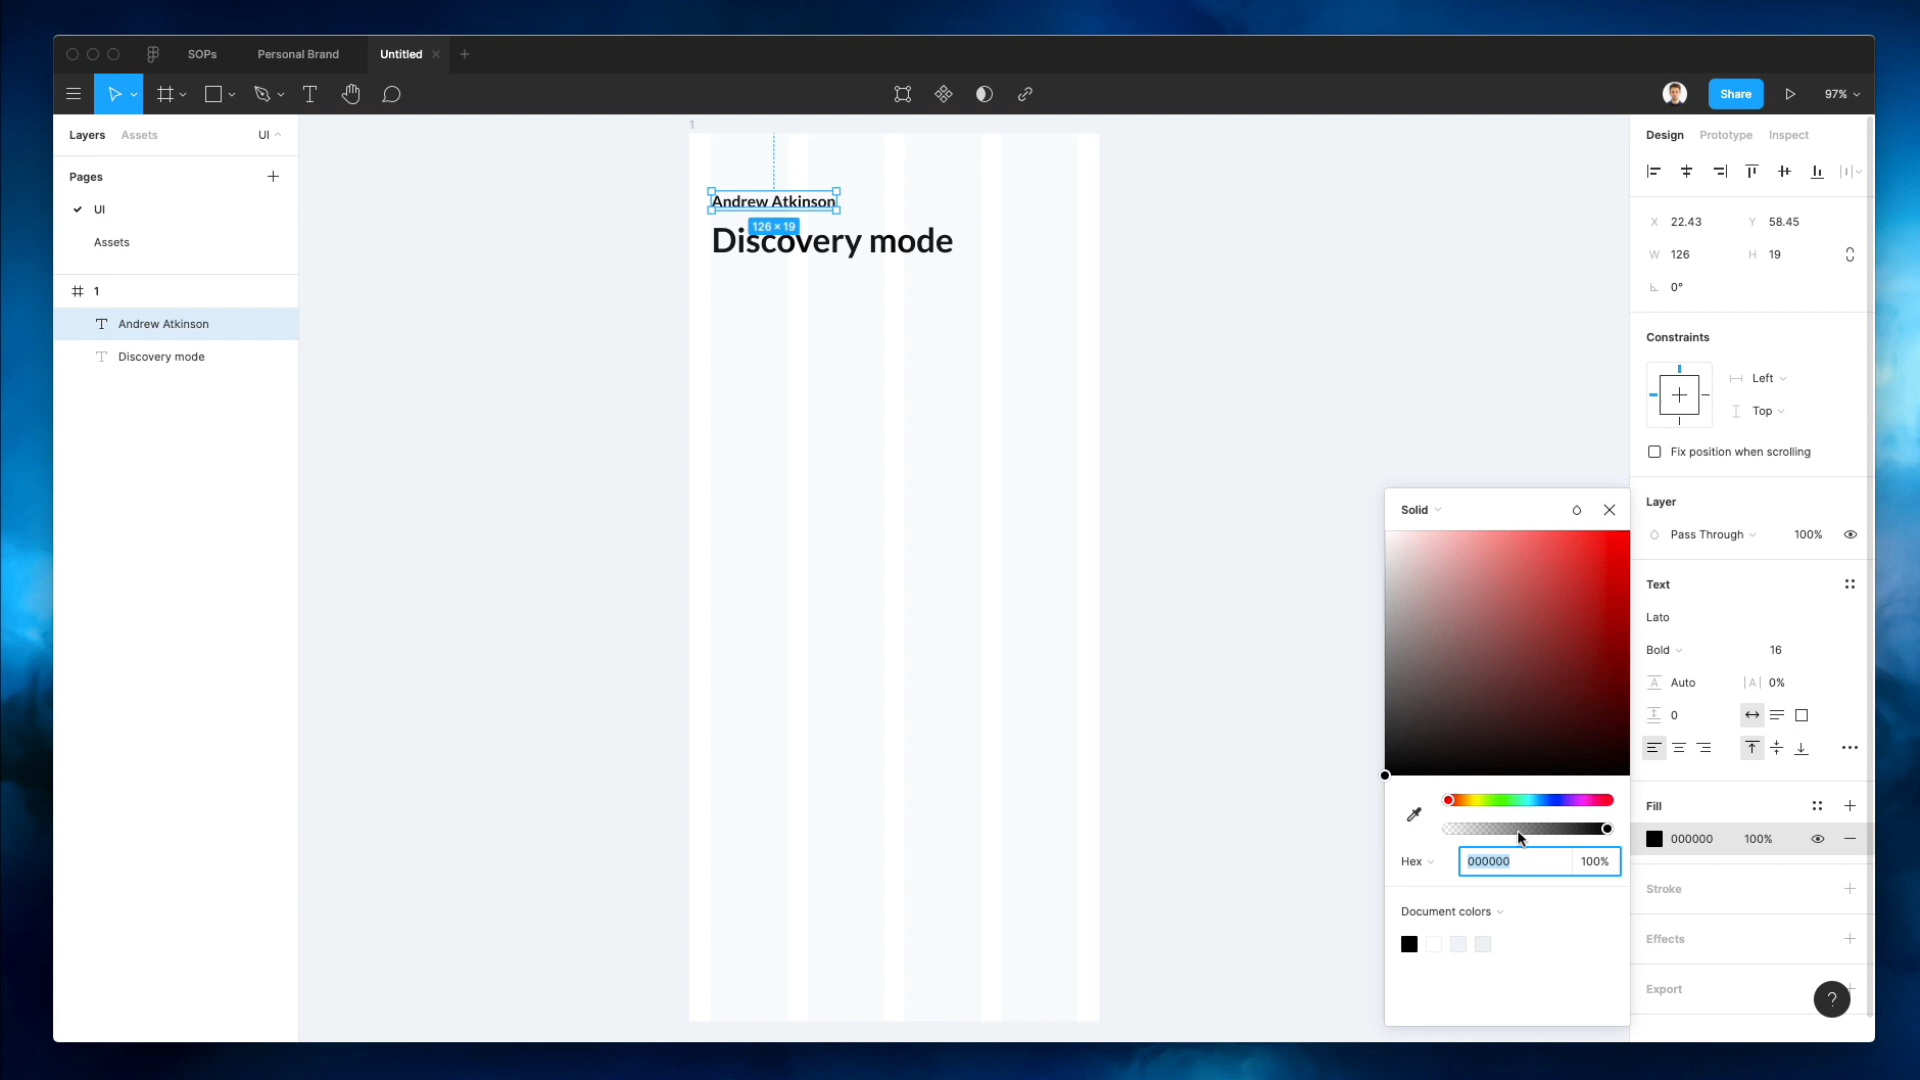 SOPs
Personal Brand
Untitled
Share
97%
Layers
Assets
UI
Pages
UI
Assets
1
Andrew Atkinson
Discovery mode
1
Andrew Atkinson
126 × 19
Discovery mode
Design
Prototype
Inspect
X 22.43
Y 58.45
W 126
H 19
0°
Constraints
Left
Top
Fix position when scrolling
Layer
Pass Through
100%
Text
Lato
Bold
16
A Auto
|A| 0%
0
Fill
000000
100%
Stroke
Effects
Export
?
Solid
Hex
000000
100%
Document colors